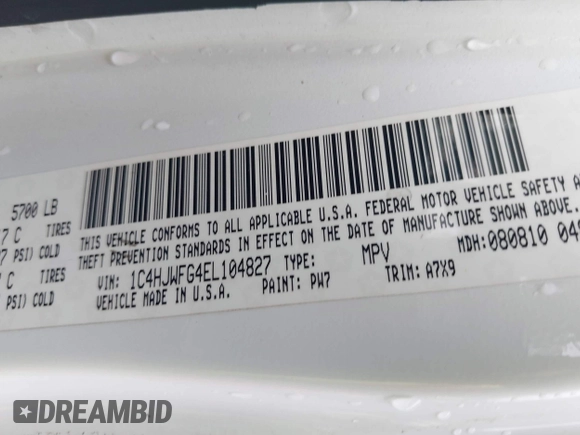 5700 LB
7 C TIRES
7 PSI) COLD
C TIRES
PSI) COLD
THIS VEHICLE CONFORMS TO ALL APPLICABLE U.S.A. FEDERAL MOTOR VEHICLE SAFETY A
THEFT PREVENTION STANDARDS IN EFFECT ON THE DATE OF MANUFACTURE SHOWN ABOVE.
VIN: 1C4HJWFG4EL104827 TYPE: MPV MDH: 080810
VEHICLE MADE IN U.S.A. PAINT: PW7 TRIM: A7X9
DREAMBID